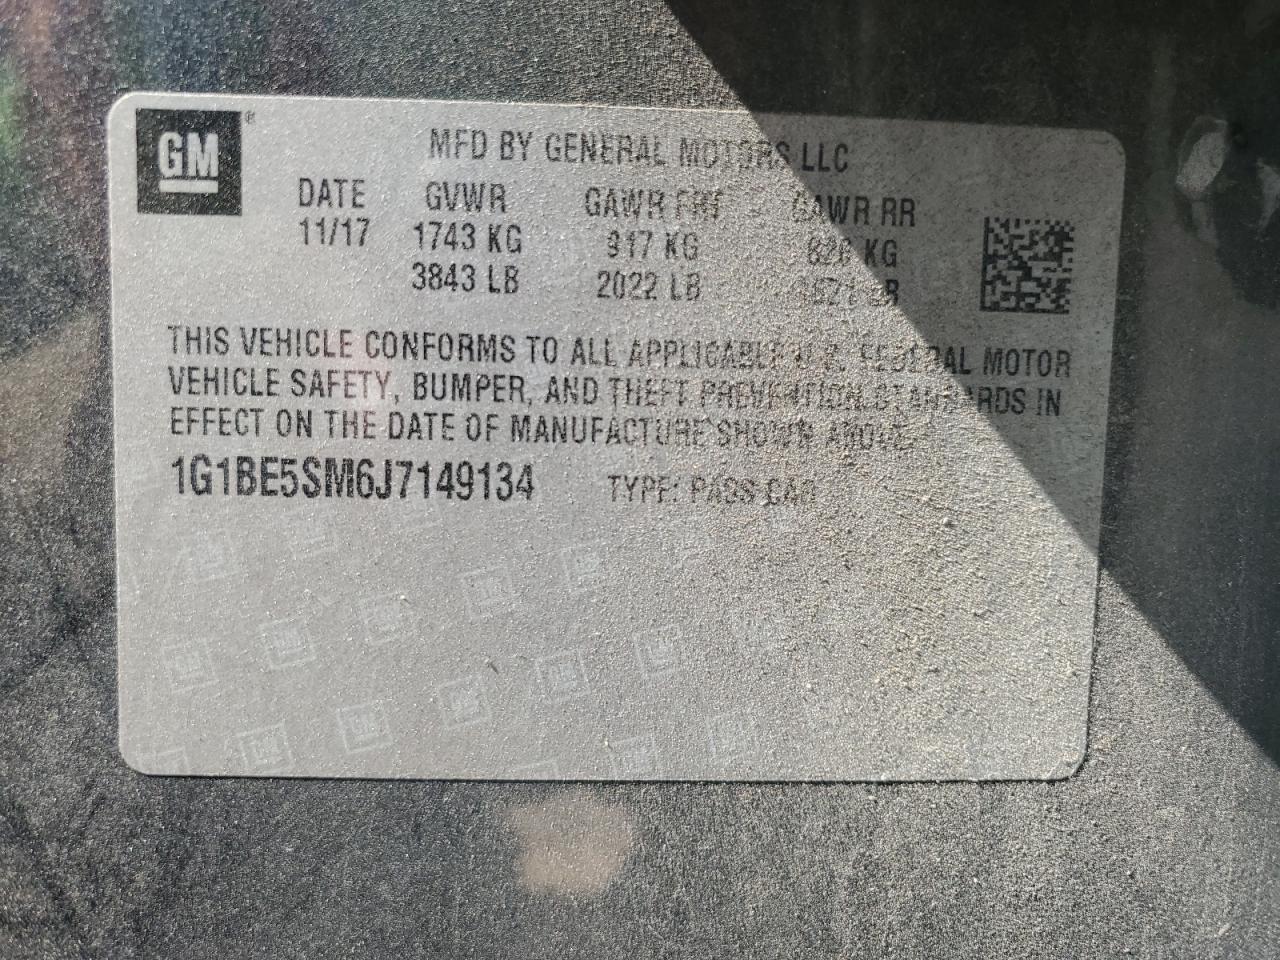 GM ®
MFD BY GENERAL MOTORS LLC
DATE GVWR GAWR FRT GAWR RR
11/17 1743 KG 917 KG 826 KG
3843 LB 2022 LB 1821 LB
THIS VEHICLE CONFORMS TO ALL APPLICABLE U.S. FEDERAL MOTOR
VEHICLE SAFETY, BUMPER, AND THEFT PREVENTION STANDARDS IN
EFFECT ON THE DATE OF MANUFACTURE SHOWN ABOVE.
1G1BE5SM6J7149134 TYPE: PASS CAR